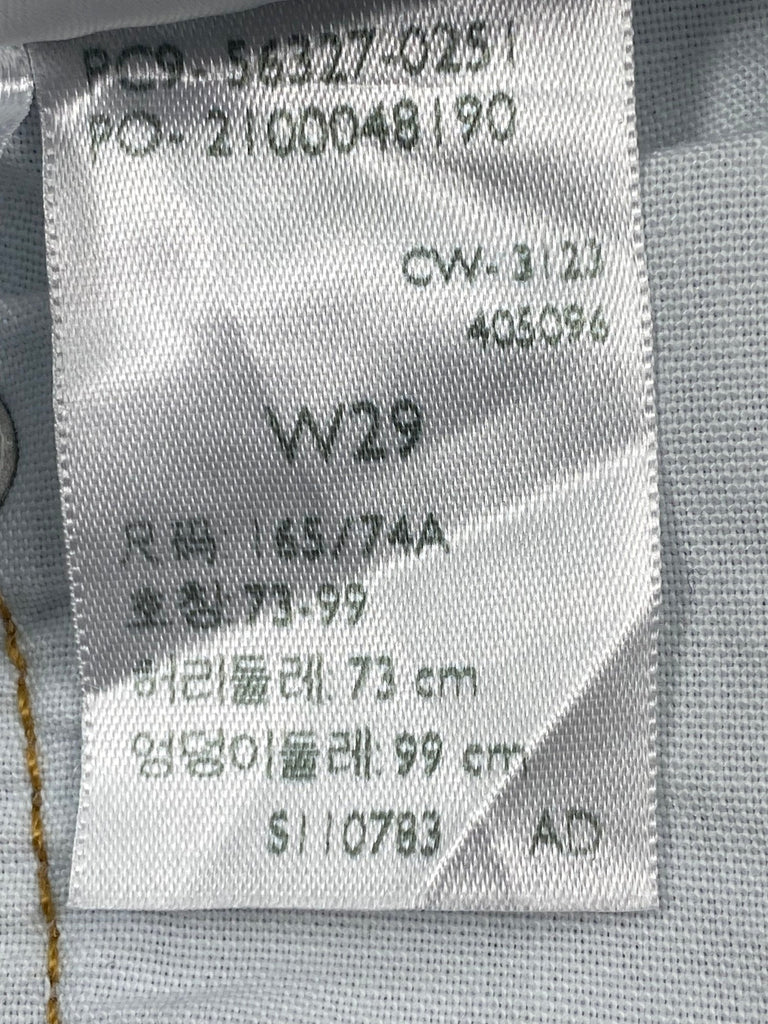 PC9-56327-0251
PO-2100048190
CW-3123
405096
W29
尺码 165/74A
호칭 73-99
허리둘레: 73 cm
엉덩이둘레: 99 cm
S110783 AD